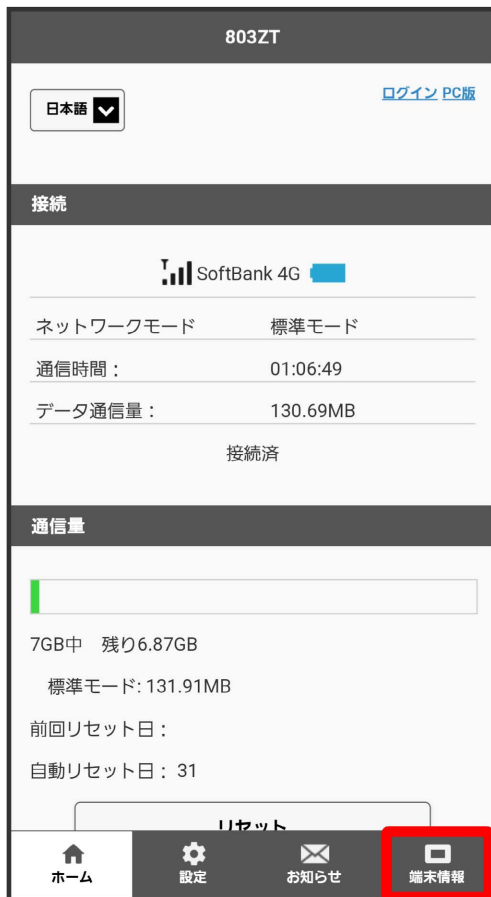 803ZT
日本語
ログイン PC版
接続
SoftBank 4G
ネットワークモード 標準モード
通信時間： 01:06:49
データ通信量： 130.69MB
接続済
通信量
7GB中 残り6.87GB
標準モード: 131.91MB
前回リセット日：
自動リセット日： 31
リセット
ホーム 設定 お知らせ 端末情報